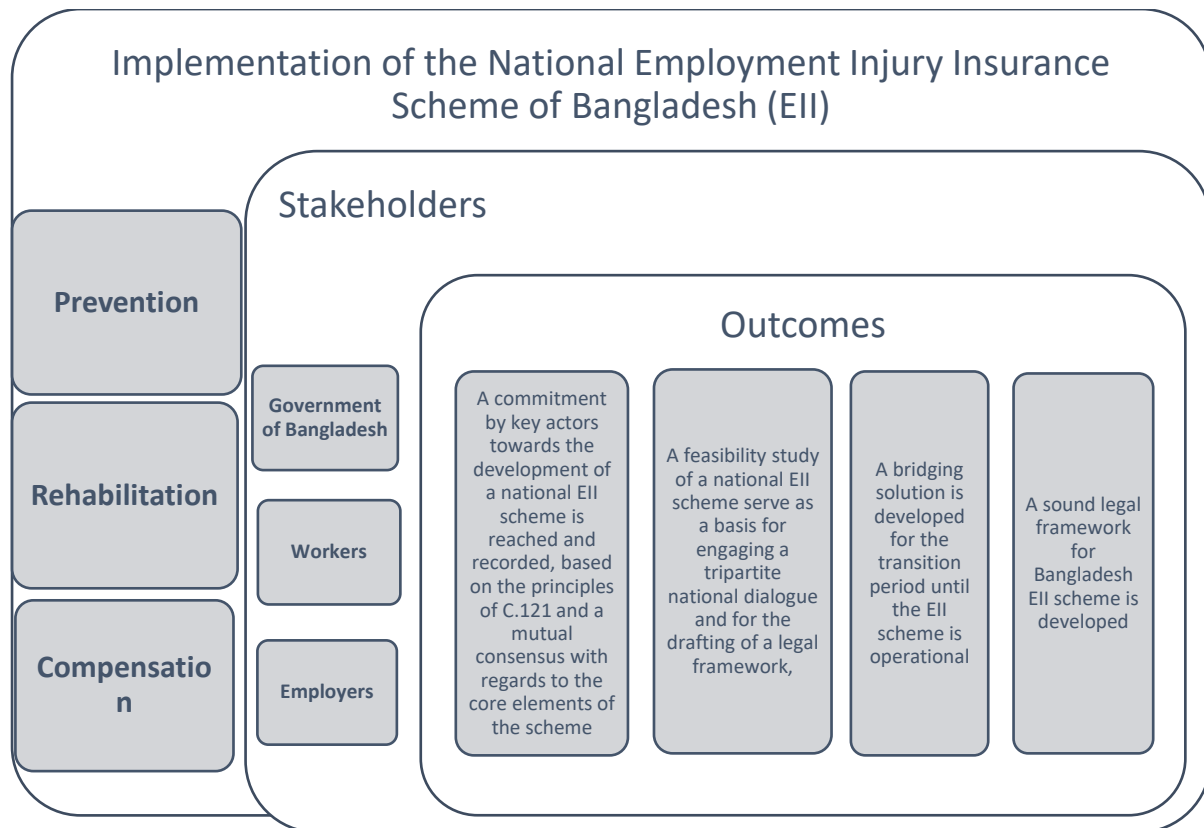 Implementation of the National Employment Injury Insurance
Scheme of Bangladesh (EII)
Stakeholders
Prevention
Rehabilitation
Compensatio
n
Government
of Bangladesh
Workers
Employers
Outcomes
A commitment
by key actors
towards the
development of
a national EII
scheme is
reached and
recorded, based
on the principles
of C.121 and a
mutual
consensus with
regards to the
core elements of
the scheme
A feasibility study
of a national EII
scheme serve as
a basis for
engaging a
tripartite
national dialogue
and for the
drafting of a legal
framework,
A bridging
solution is
developed
for the
transition
period until
the EII
scheme is
operational
A sound legal
framework
for
Bangladesh
EII scheme is
developed